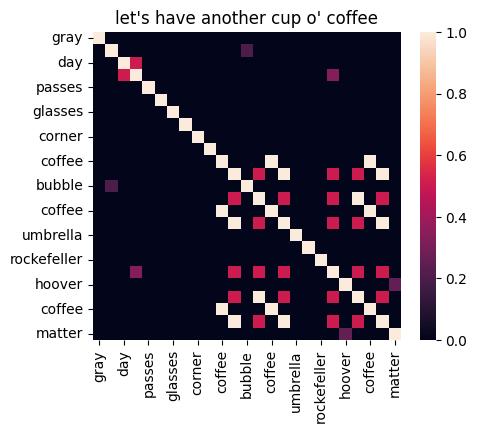 let's have another cup o' coffee
gray
day
passes
glasses
corner
coffee
bubble
coffee
umbrella
rockefeller
hoover
coffee
matter
gray
day
passes
glasses
corner
coffee
bubble
coffee
umbrella
rockefeller
hoover
coffee
matter
1.0
0.8
0.6
0.4
0.2
0.0